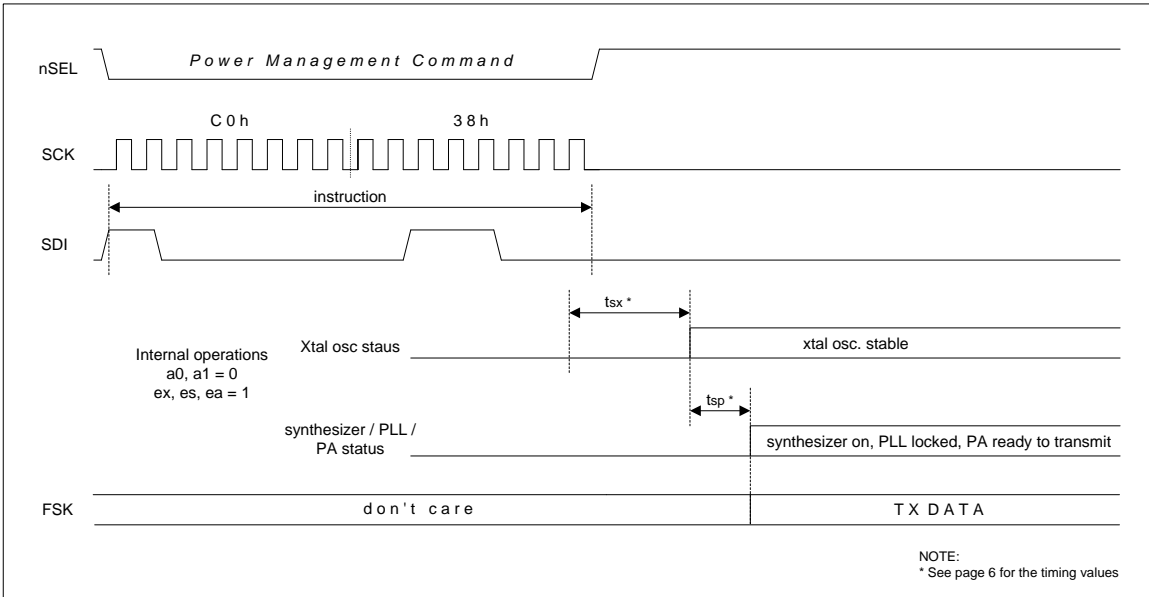 nSEL
Power Management Command
C0h
38h
SCK
instruction
SDI
tsx *
Xtal osc staus
xtal osc. stable
Internal operations
a0, a1 = 0
ex, es, ea = 1
tsp *
synthesizer / PLL /
PA status
synthesizer on, PLL locked, PA ready to transmit
FSK
don't care
TX DATA
NOTE:
* See page 6 for the timing values